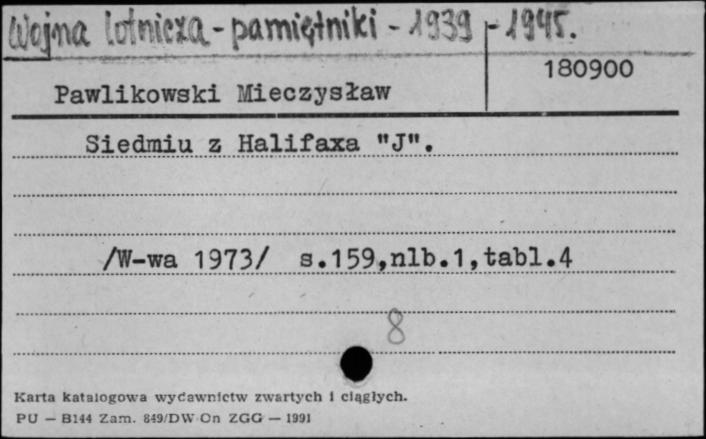 Wojna lotnicza - pamiętniki - 1939 - 1945.
180900
Pawlikowski Mieczysław
Siedmiu z Halifaxa "J".
/W-wa 1973/ s.159,nlb.1,tabl.4
8
Karta katalogowa wydawnictw zwartych i ciągłych.
PU — B144 Zam. 849/DW On ZGG — 1991